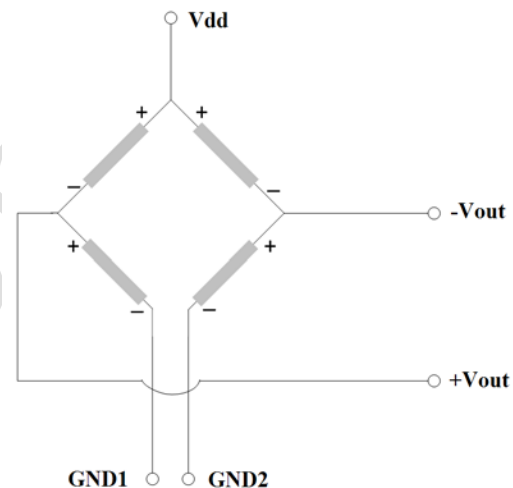 Vdd
+ +
− −
-Vout
+ +
− −
+Vout
GND1 GND2